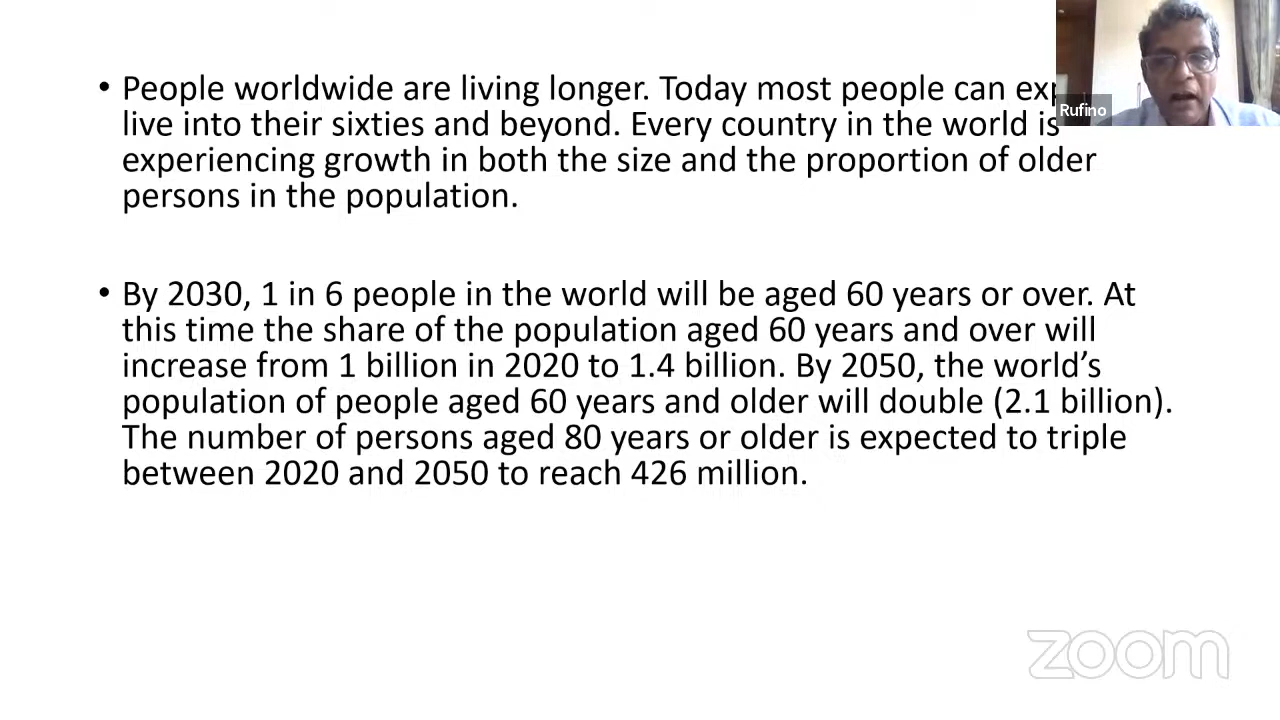 • People worldwide are living longer. Today most people can
live into their sixties and beyond. Every country in the world is
experiencing growth in both the size and the proportion of older
persons in the population.
• By 2030, 1 in 6 people in the world will be aged 60 years or over. At
this time the share of the population aged 60 years and over will
increase from 1 billion in 2020 to 1.4 billion. By 2050, the world’s
population of people aged 60 years and older will double (2.1 billion).
The number of persons aged 80 years or older is expected to triple
between 2020 and 2050 to reach 426 million.
Rufino
zoom